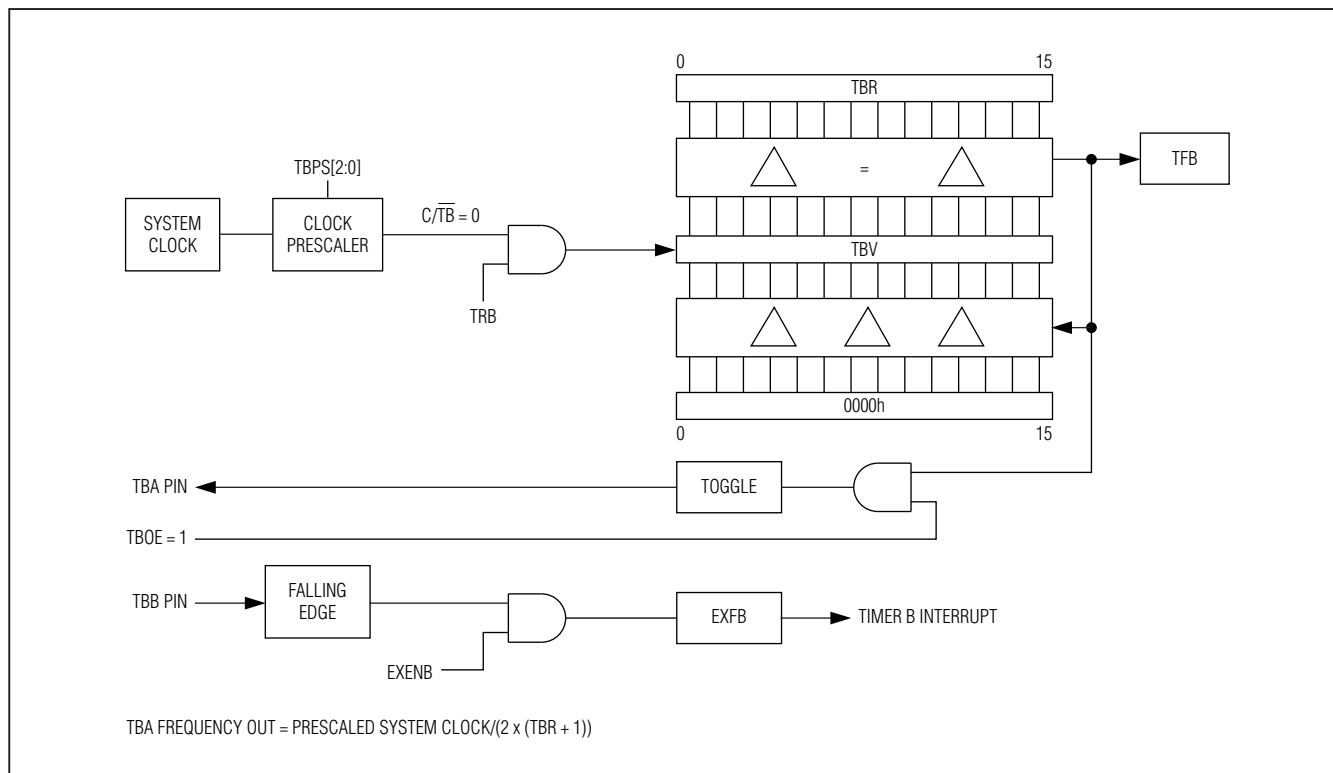 0 15
TBR
TBPS[2:0]
=
TFB
SYSTEM
CLOCK
CLOCK
PRESCALER
C/T̅B̅ = 0
TBV
TRB
0000h
0 15
TBA PIN
TOGGLE
TBOE = 1
TBB PIN
FALLING
EDGE
EXFB
TIMER B INTERRUPT
EXENB
TBA FREQUENCY OUT = PRESCALED SYSTEM CLOCK/(2 x (TBR + 1))